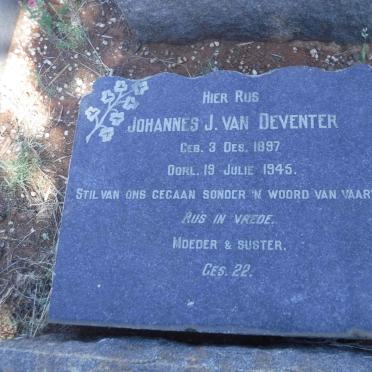 Hier Rus
Johannes J. van Deventer
Geb. 3 Des. 1897
Oorl. 19 Julie 1945.
Stil van ons gegaan sonder 'n woord van vaar
Rus in vrede.
Moeder & suster.
Ges. 22.